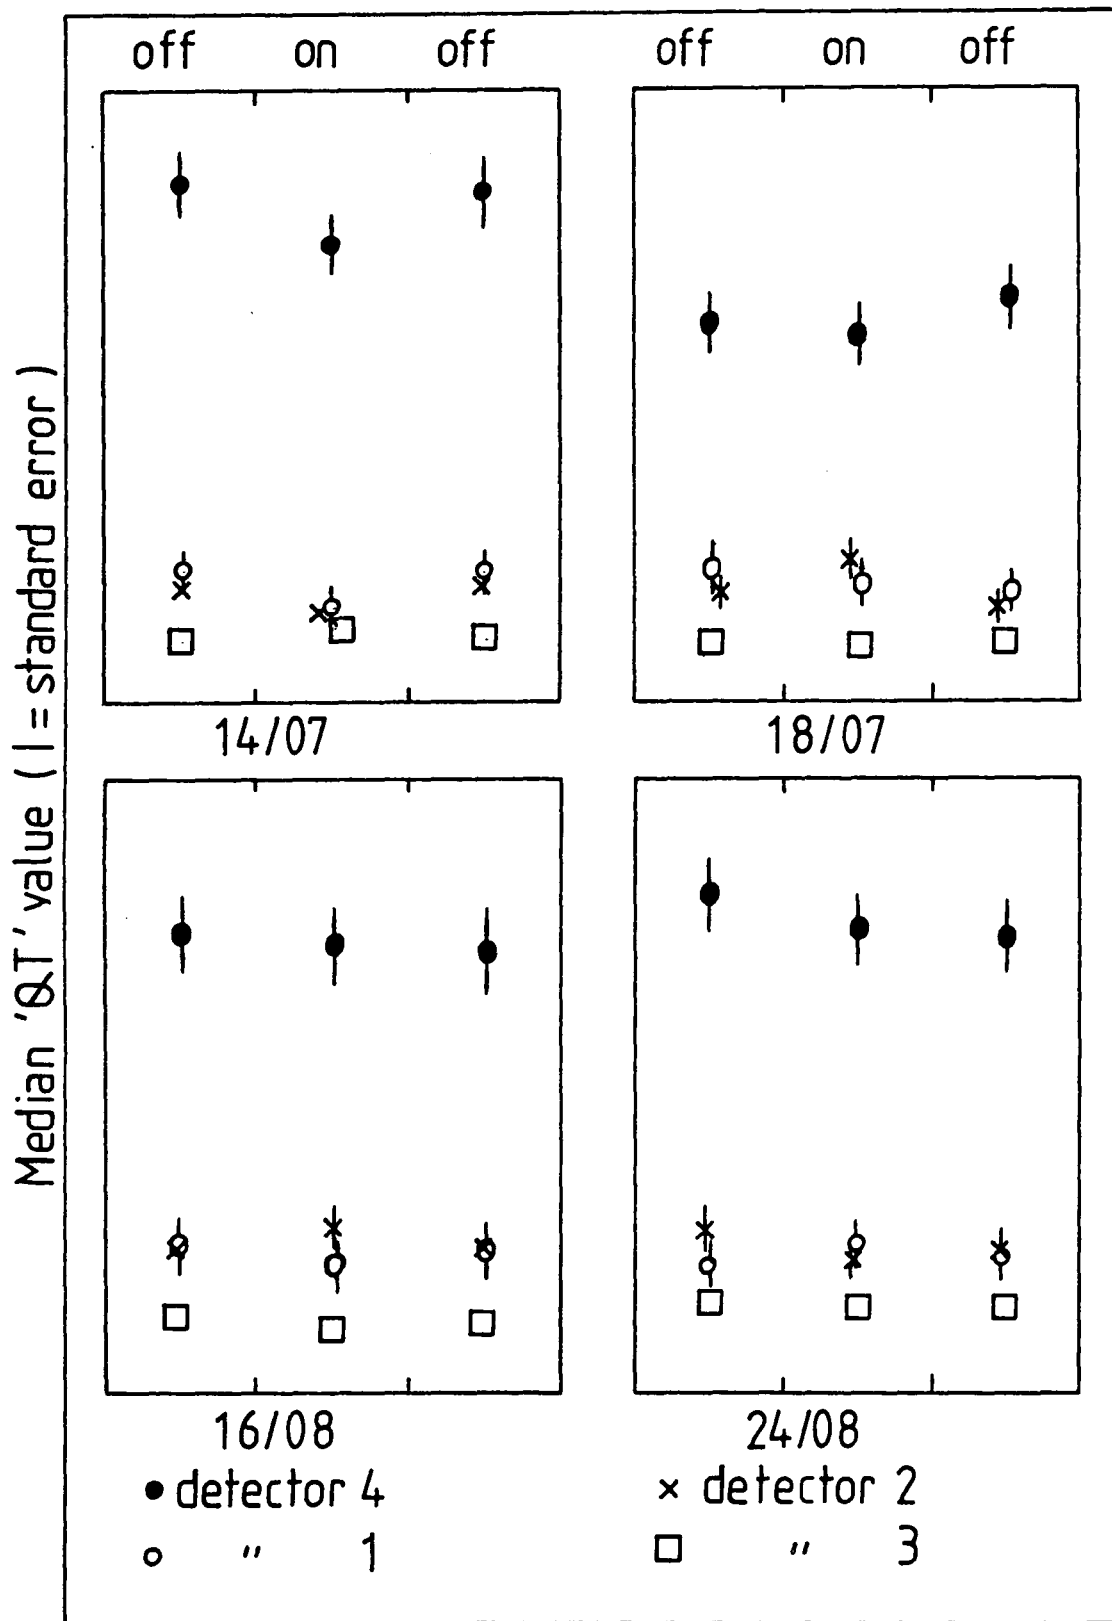 off on off off on off
Median 'QT' value ( | = standard error )
14/07 18/07
16/08 24/08
● detector 4 × detector 2
○ " 1 □ " 3